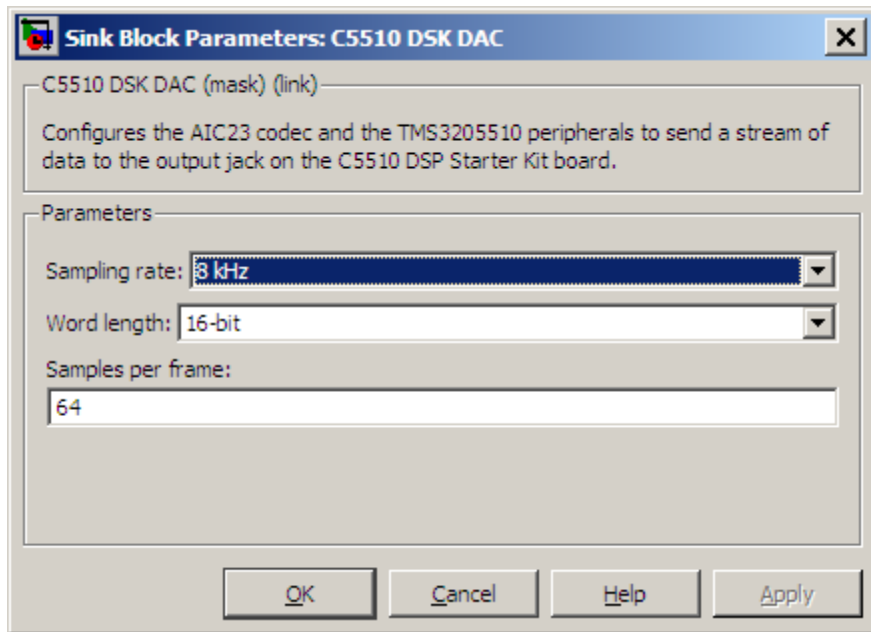 Sink Block Parameters: C5510 DSK DAC
C5510 DSK DAC (mask) (link)
Configures the AIC23 codec and the TMS3205510 peripherals to send a stream of
data to the output jack on the C5510 DSP Starter Kit board.
Parameters
Sampling rate: 8 kHz
Word length: 16-bit
Samples per frame:
64
OK Cancel Help Apply